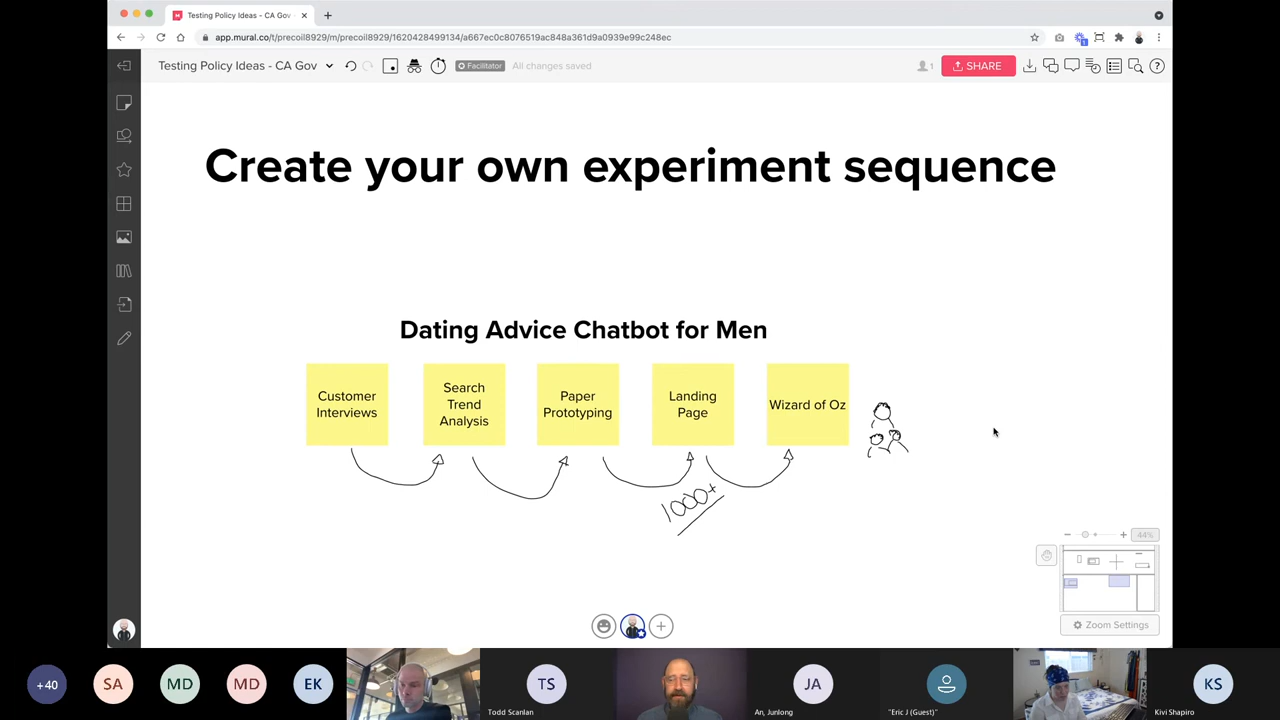 Testing Policy Ideas - CA Gov
app.mural.co/t/precoil8929/m/precoil8929/1620428499134/a667ec0c8076519ac848a361d9a0939e99c248ec
Testing Policy Ideas - CA Gov
Facilitator
All changes saved
1
SHARE
Create your own experiment sequence
Dating Advice Chatbot for Men
Customer
Interviews
Search
Trend
Analysis
Paper
Prototyping
Landing
Page
Wizard of Oz
1000+
44%
Zoom Settings
+40
SA
MD
MD
EK
TS
Todd Scanlan
JA
An, Junlong
"Eric J (Guest)"
KS
Kivi Shapiro